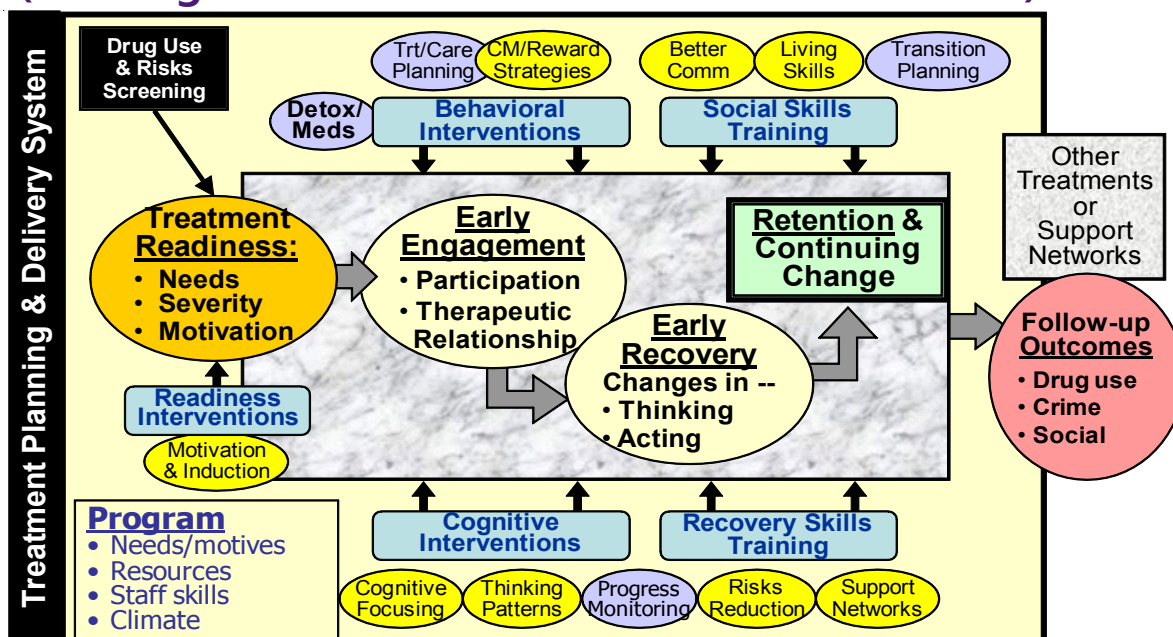 Treatment Planning & Delivery System
Drug Use
& Risks
Screening
Trt/Care
Planning
CM/Reward
Strategies
Better
Comm
Living
Skills
Transition
Planning
Detox/
Meds
Behavioral
Interventions
Social Skills
Training
Other
Treatments
or
Support
Networks
Treatment
Readiness:
• Needs
• Severity
• Motivation
Early
Engagement
• Participation
• Therapeutic
Relationship
Early
Recovery
Changes in --
• Thinking
• Acting
Retention &
Continuing
Change
Follow-up
Outcomes
• Drug use
• Crime
• Social
Readiness
Interventions
Motivation
& Induction
Cognitive
Interventions
Recovery Skills
Training
Cognitive
Focusing
Thinking
Patterns
Progress
Monitoring
Risks
Reduction
Support
Networks
Program
• Needs/motives
• Resources
• Staff skills
• Climate